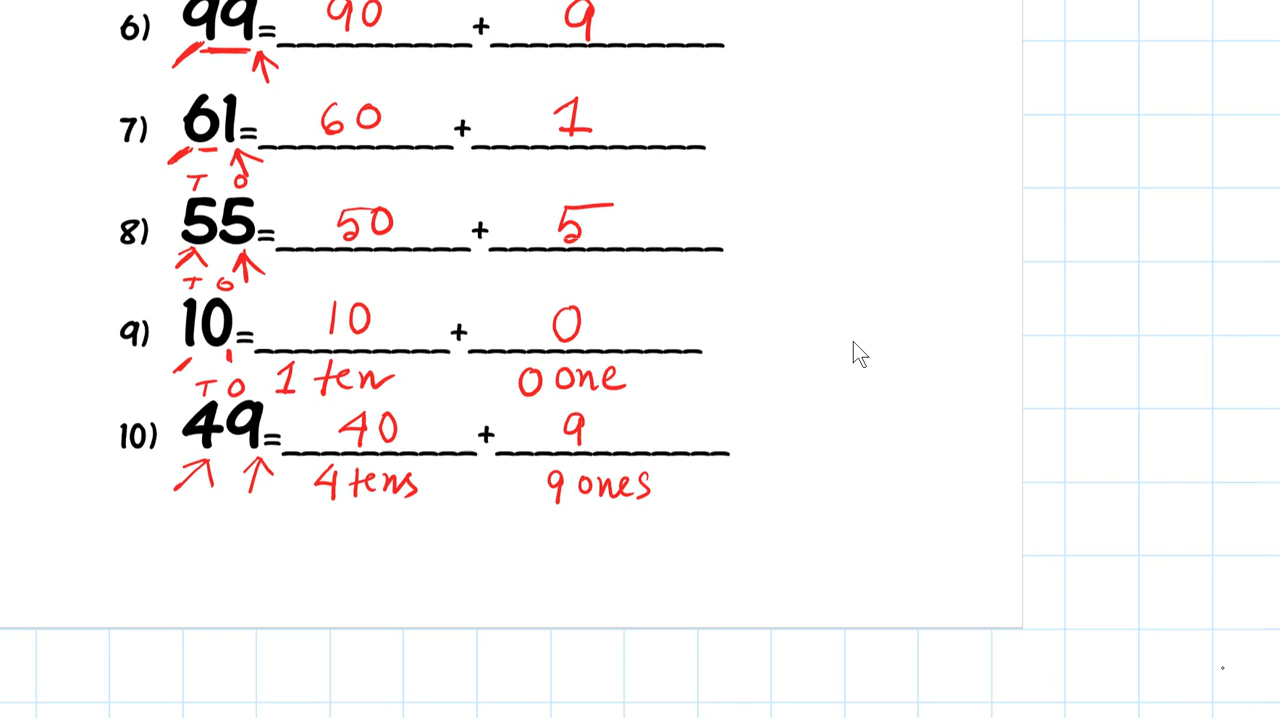 6) 99= 90 + 9
7) 61= 60 + 1
T O
8) 55= 50 + 5
T O
9) 10= 10 + 0
T O 1 ten 0 one
10) 49= 40 + 9
4 tens 9 ones